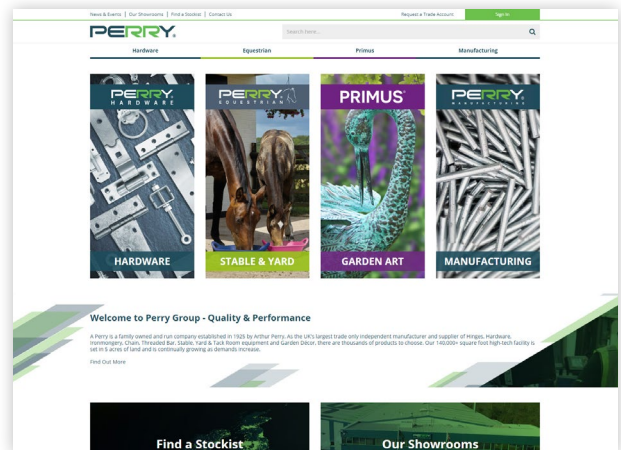 News & Events | Our Showrooms | Find a Stockist | Contact Us
Request a Trade Account
Sign In
PERRY.
Search here...
Hardware
Equestrian
Primus
Manufacturing
PERRY.
HARDWARE
PERRY.
EQUESTRIAN
PRIMUS
PERRY.
MANUFACTURING
HARDWARE
STABLE & YARD
GARDEN ART
MANUFACTURING
Welcome to Perry Group - Quality & Performance
A Perry is a family owned and run company established in 1925 by Arthur Perry. As the UK's largest trade only independent manufacturer and supplier of Hinges, Hardware,
Ironmongery, Chain, Threaded Bar, Stable, Yard & Tack Room equipment and Garden Décor, there are thousands of products to choose. Our 140,000+ square foot high-tech facility is
set in 6 acres of land and is continually growing as demands increase.
Find Out More
Find a Stockist
Our Showrooms